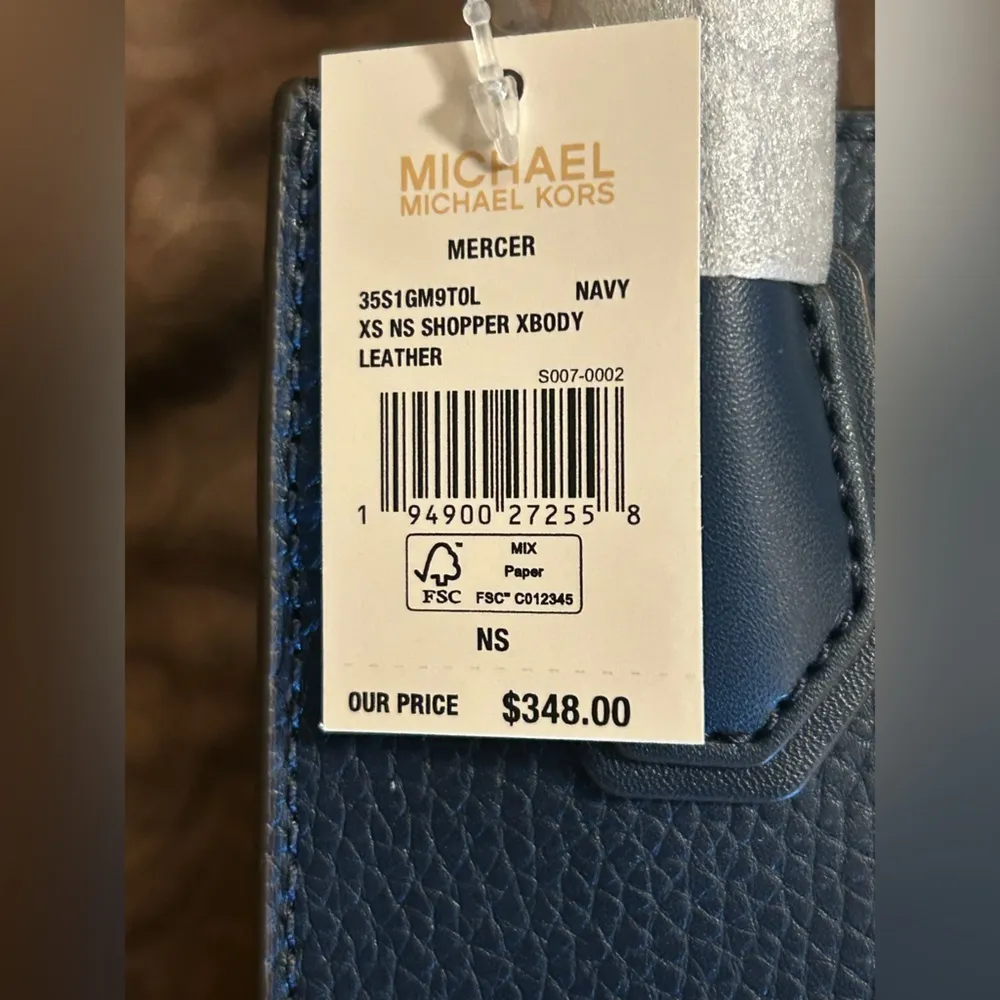 MICHAEL
MICHAEL KORS
MERCER
35S1GM9T0L NAVY
XS NS SHOPPER XBODY
LEATHER
S007-0002
1 94900 27255 8
MIX
Paper
FSC FSC™ C012345
NS
OUR PRICE $348.00